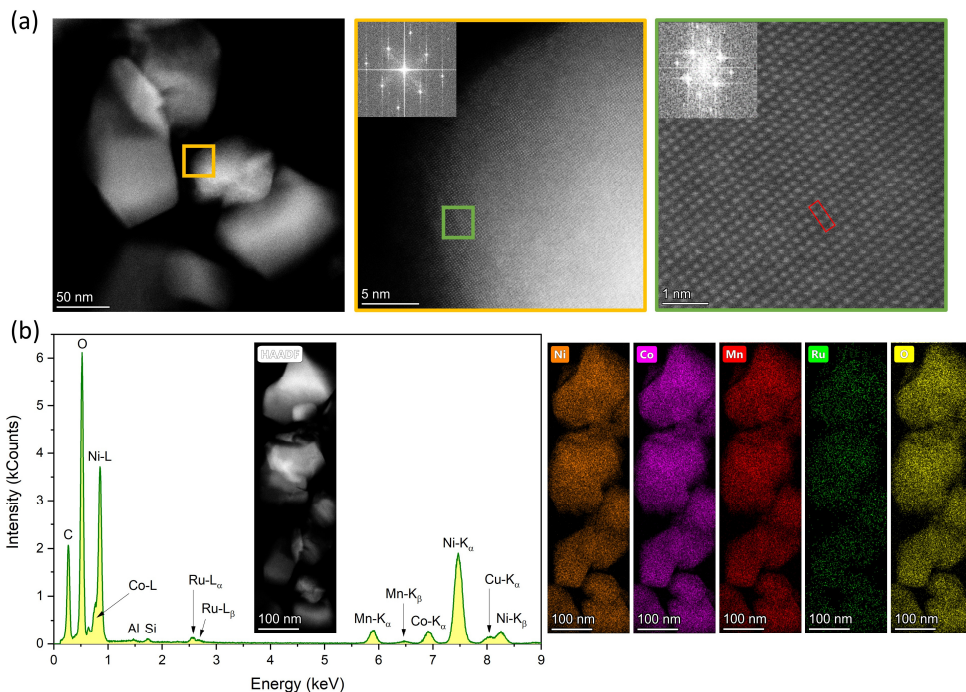 (a)
50 nm
5 nm
1 nm
(b)
O
6
5
4
3
2
1
0
Intensity (kCounts)
C
Ni-L
Co-L
Al Si
Ru-Lα
Ru-Lβ
HAADF
100 nm
Mn-Kα
Mn-Kβ
Co-Kα
Ni-Kα
Cu-Kα
Ni-Kβ
0 1 2 3 4 5 6 7 8 9
Energy (keV)
Ni
100 nm
Co
100 nm
Mn
100 nm
Ru
100 nm
O
100 nm